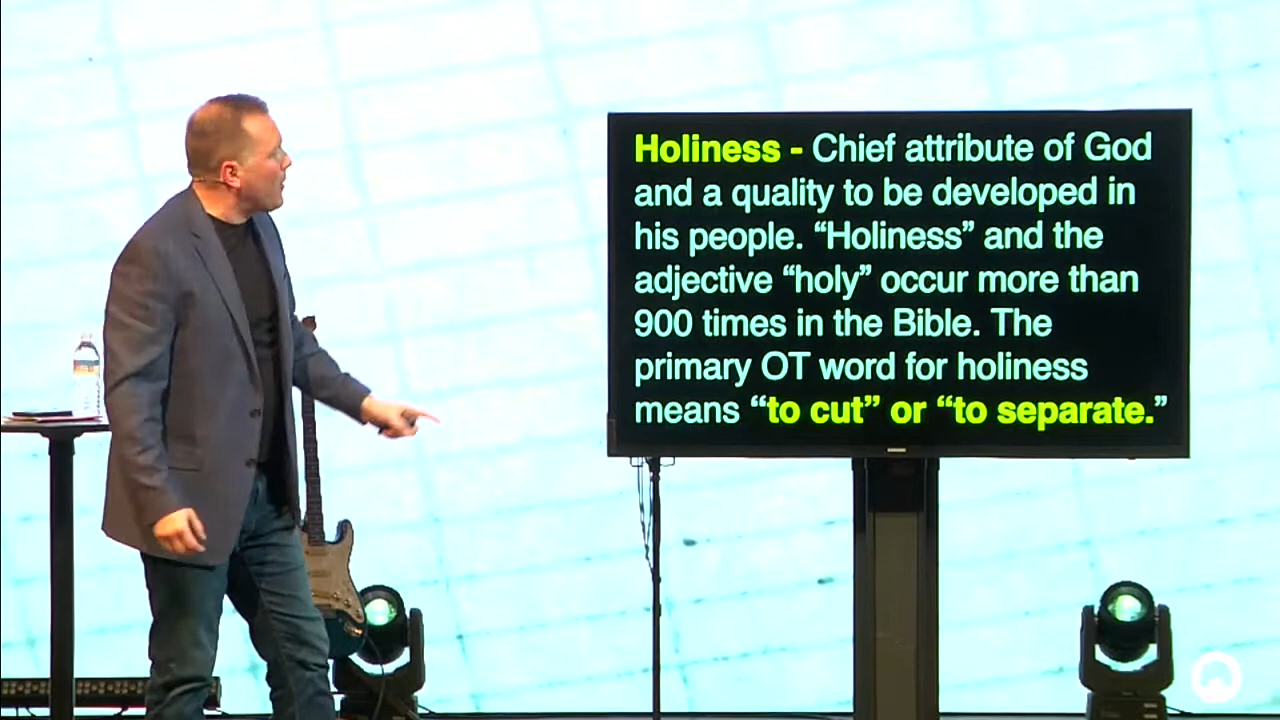 Holiness - Chief attribute of God
and a quality to be developed in
his people. “Holiness” and the
adjective “holy” occur more than
900 times in the Bible. The
primary OT word for holiness
means “to cut” or “to separate.”